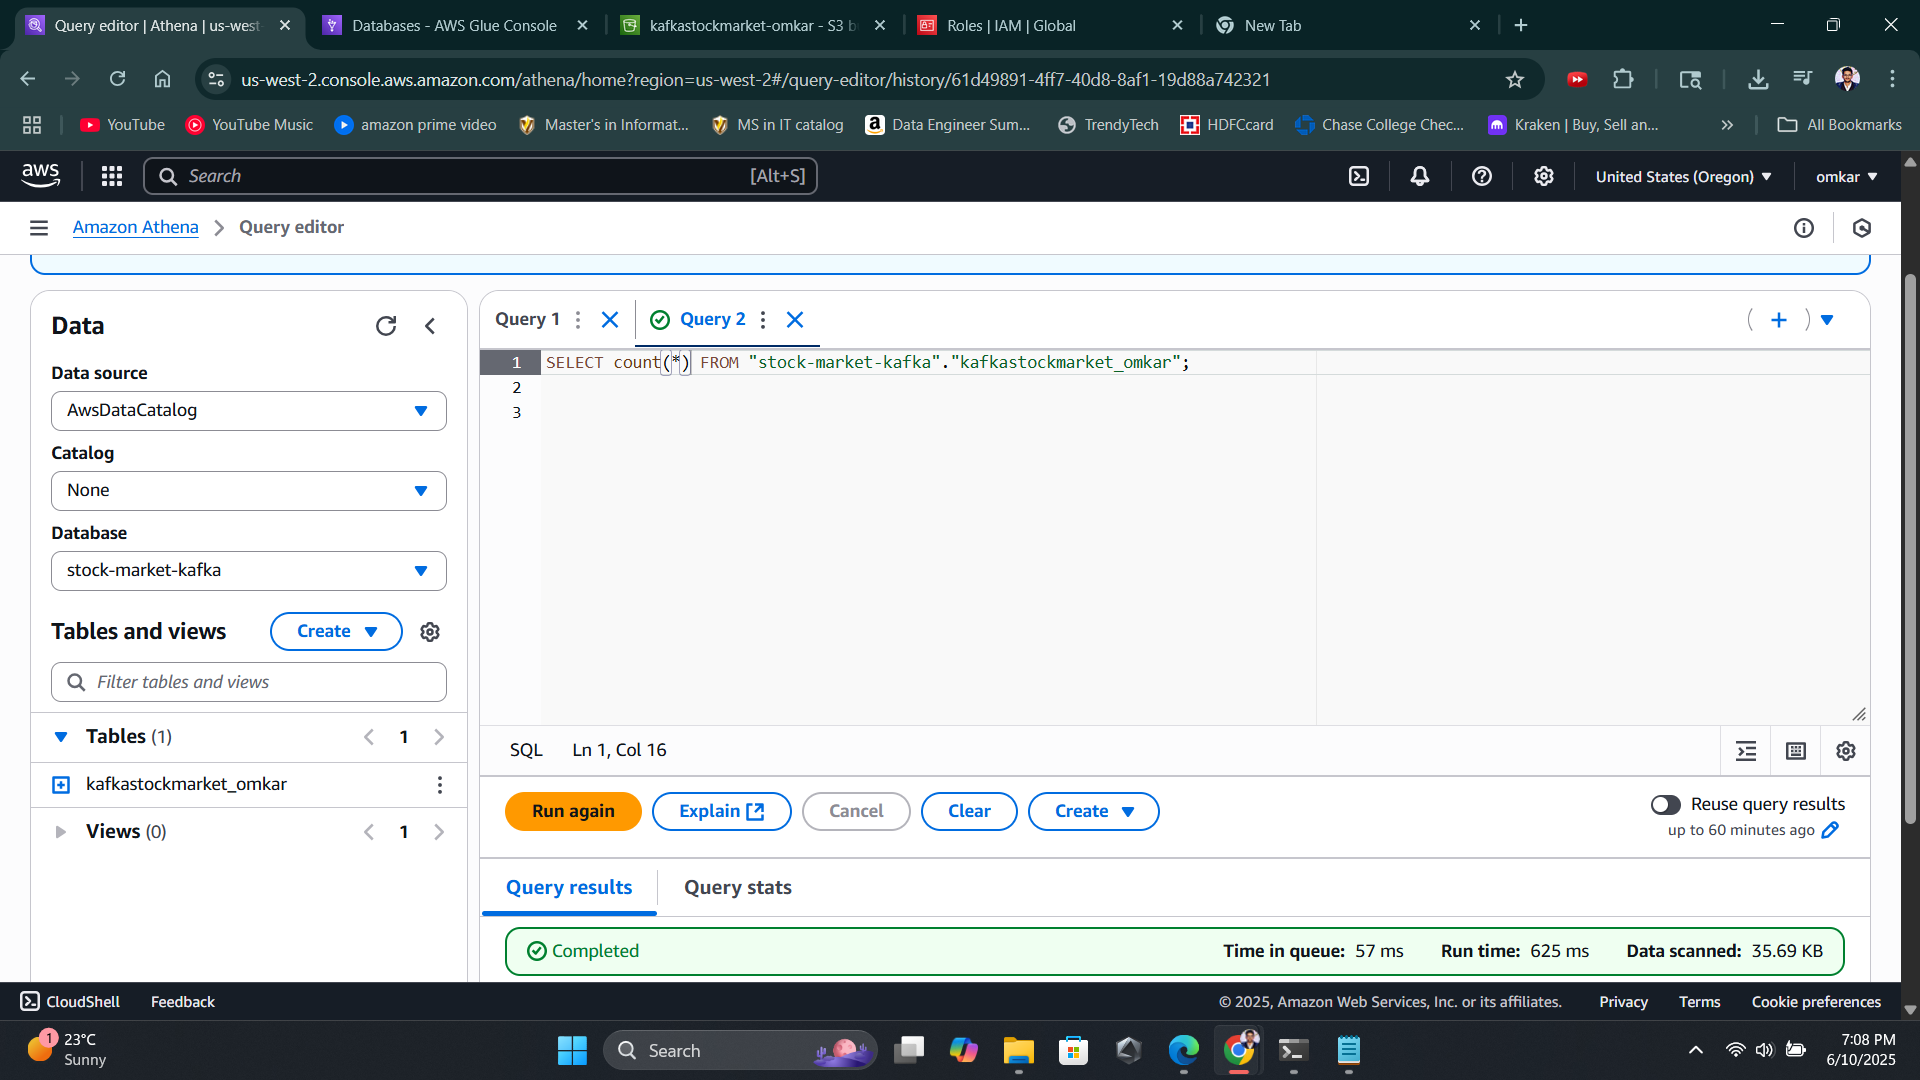 Query editor | Athena | us-west
Databases - AWS Glue Console
kafkastockmarket-omkar - S3 b
Roles | IAM | Global
New Tab
us-west-2.console.aws.amazon.com/athena/home?region=us-west-2#/query-editor/history/61d49891-4ff7-40d8-8af1-19d88a742321
YouTube
YouTube Music
amazon prime video
Master's in Informat...
MS in IT catalog
Data Engineer Sum...
TrendyTech
HDFCcard
Chase College Chec...
Kraken | Buy, Sell an...
All Bookmarks
aws
Search
[Alt+S]
United States (Oregon)
omkar
Amazon Athena
Query editor
Data
Data source
AwsDataCatalog
Catalog
None
Database
stock-market-kafka
Tables and views
Create
Filter tables and views
Tables (1)
1
kafkastockmarket_omkar
Views (0)
1
Query 1
Query 2
1 SELECT count(*) FROM "stock-market-kafka"."kafkastockmarket_omkar";
2
3
SQL
Ln 1, Col 16
Run again
Explain
Cancel
Clear
Create
Reuse query results
up to 60 minutes ago
Query results
Query stats
Completed
Time in queue: 57 ms
Run time: 625 ms
Data scanned: 35.69 KB
CloudShell
Feedback
© 2025, Amazon Web Services, Inc. or its affiliates.
Privacy
Terms
Cookie preferences
1
23°C
Sunny
Search
7:08 PM
6/10/2025